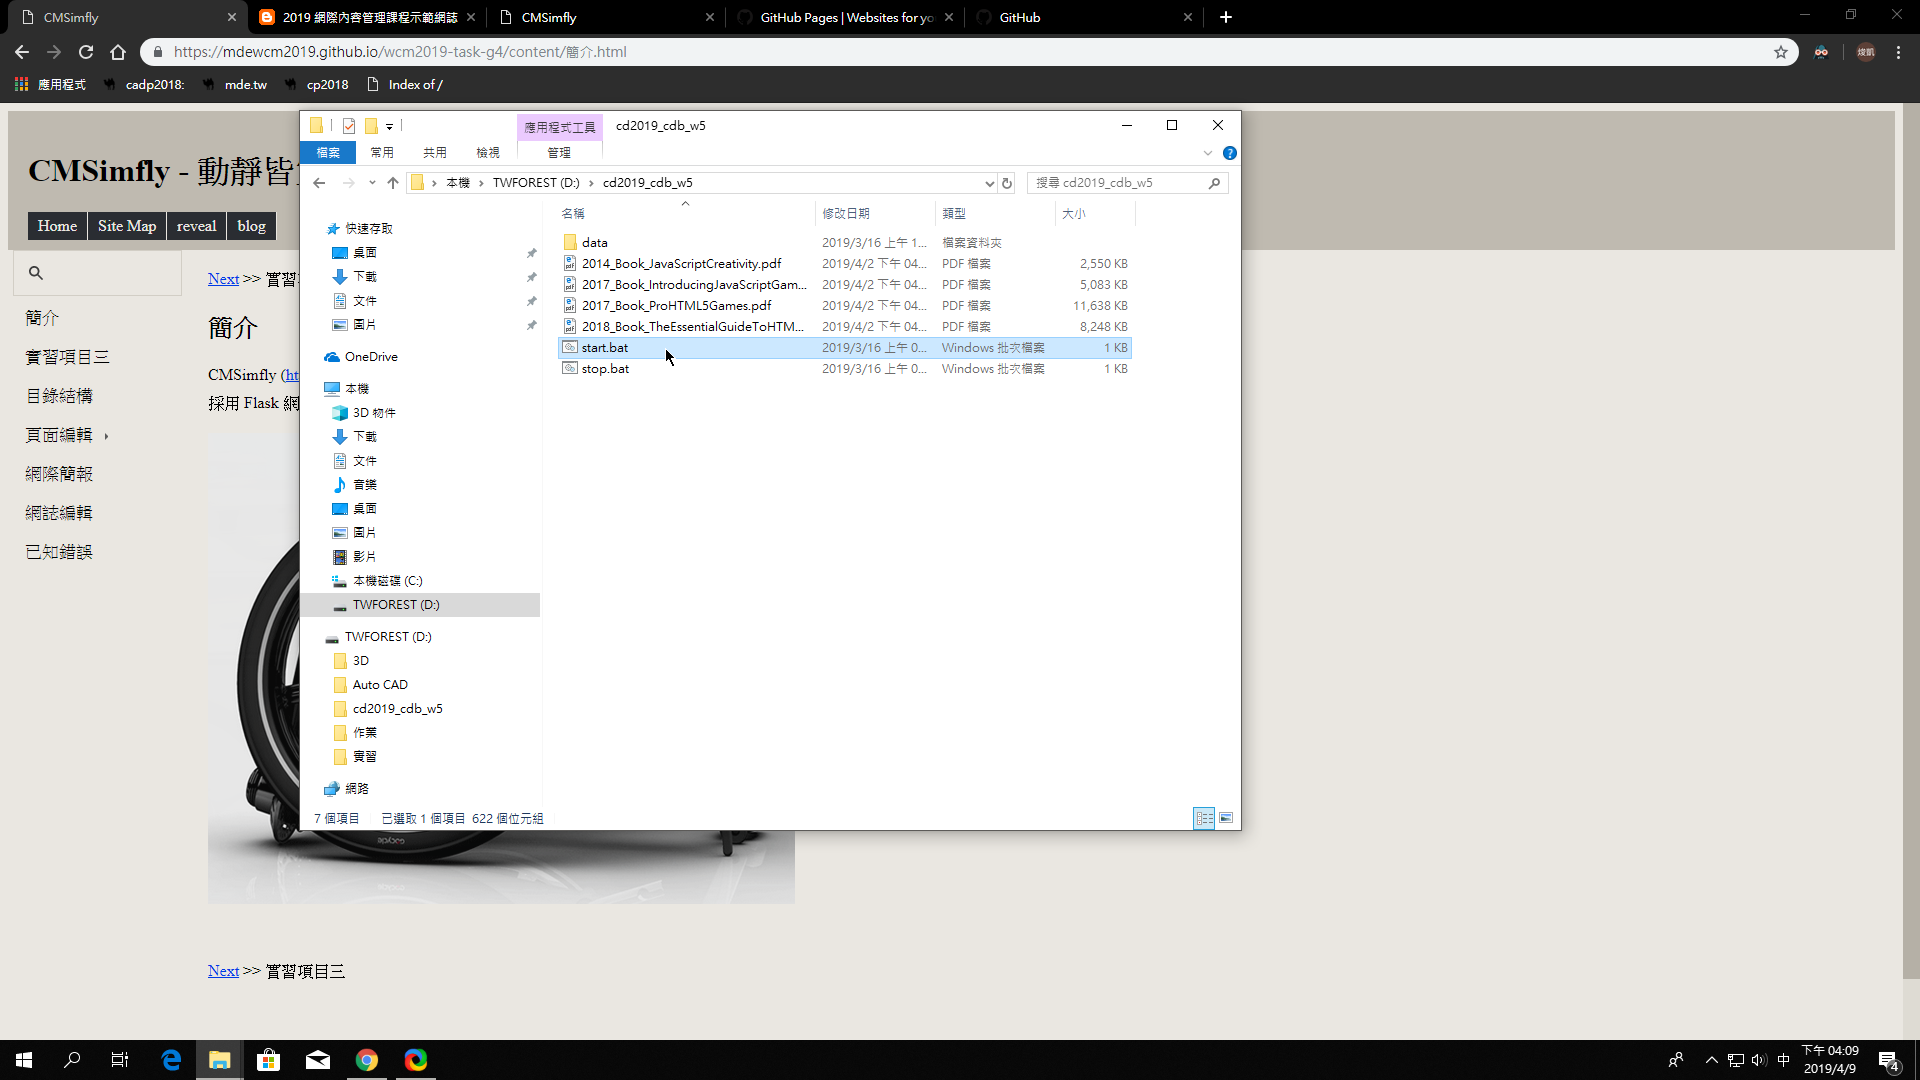 CMSimfly
2019 網際內容管理課程示範網誌
CMSimfly
GitHub Pages | Websites for yo
GitHub
https://mdewcm2019.github.io/wcm2019-task-g4/content/簡介.html
應用程式
cadp2018:
mde.tw
cp2018
Index of /
CMSimfly - 動靜皆
Home
Site Map
reveal
blog
Next >> 實習
簡介
實習項目三
目錄結構
頁面編輯
網際簡報
網誌編輯
已知錯誤
簡介
CMSimfly (ht
採用 Flask 網
Next >> 實習項目三
應用程式工具
cd2019_cdb_w5
檔案
常用
共用
檢視
管理
本機 › TWFOREST (D:) › cd2019_cdb_w5
搜尋 cd2019_cdb_w5
快速存取
桌面
下載
文件
圖片
OneDrive
本機
3D 物件
下載
文件
音樂
桌面
圖片
影片
本機磁碟 (C:)
TWFOREST (D:)
TWFOREST (D:)
3D
Auto CAD
cd2019_cdb_w5
作業
實習
網路
名稱 修改日期 類型 大小
data 2019/3/16 上午 1... 檔案資料夾
2014_Book_JavaScriptCreativity.pdf 2019/4/2 下午 04... PDF 檔案 2,550 KB
2017_Book_IntroducingJavaScriptGam... 2019/4/2 下午 04... PDF 檔案 5,083 KB
2017_Book_ProHTML5Games.pdf 2019/4/2 下午 04... PDF 檔案 11,638 KB
2018_Book_TheEssentialGuideToHTM... 2019/4/2 下午 04... PDF 檔案 8,248 KB
start.bat 2019/3/16 上午 0... Windows 批次檔案 1 KB
stop.bat 2019/3/16 上午 0... Windows 批次檔案 1 KB
7 個項目 已選取 1 個項目 622 個位元組
中
下午 04:09
2019/4/9
4